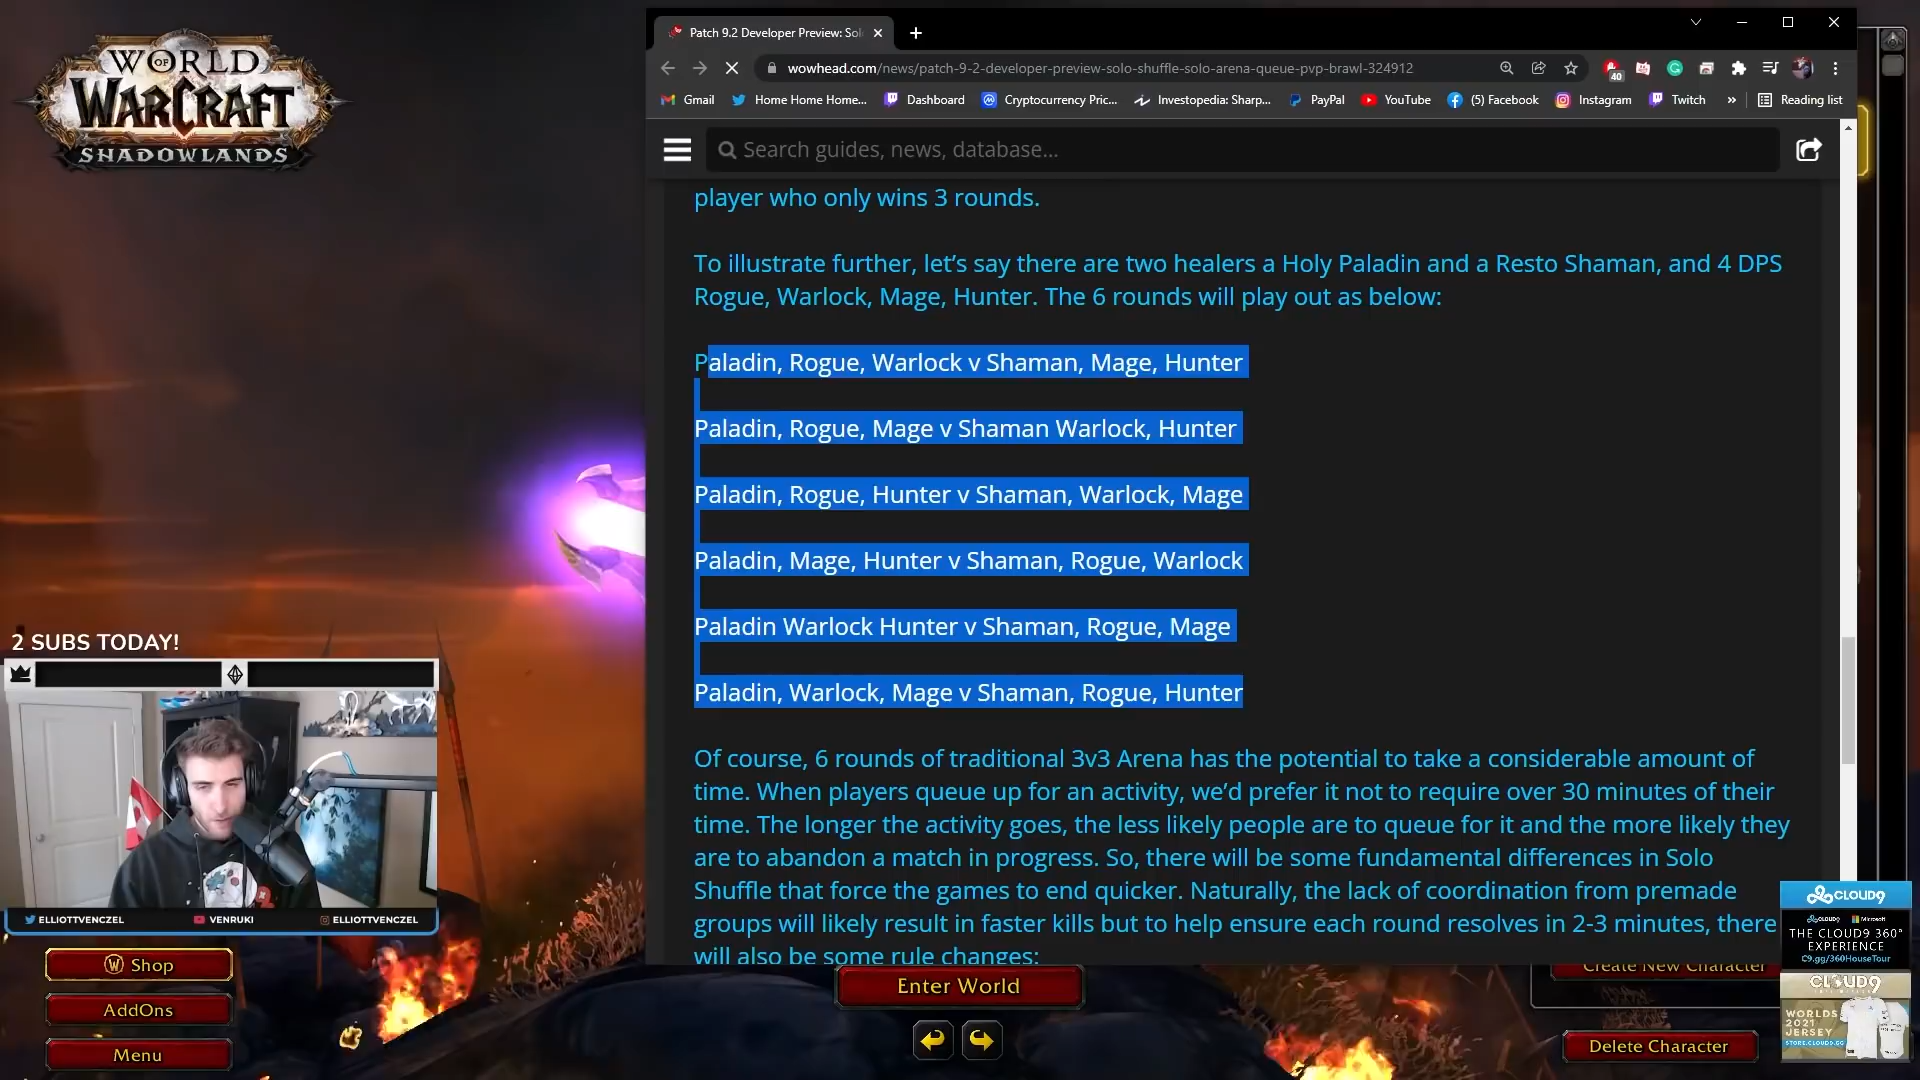 WORLD
OF
WARCRAFT
SHADOWLANDS
Patch 9.2 Developer Preview: Sol
wowhead.com/news/patch-9-2-developer-preview-solo-shuffle-solo-arena-queue-pvp-brawl-324912
40
Gmail
Home Home Home...
Dashboard
Cryptocurrency Pric...
Investopedia: Sharp...
PayPal
YouTube
(5) Facebook
Instagram
Twitch
»
Reading list
Search guides, news, database...
player who only wins 3 rounds.
To illustrate further, let's say there are two healers a Holy Paladin and a Resto Shaman, and 4 DPS
Rogue, Warlock, Mage, Hunter. The 6 rounds will play out as below:
Paladin, Rogue, Warlock v Shaman, Mage, Hunter
Paladin, Rogue, Mage v Shaman Warlock, Hunter
Paladin, Rogue, Hunter v Shaman, Warlock, Mage
Paladin, Mage, Hunter v Shaman, Rogue, Warlock
Paladin Warlock Hunter v Shaman, Rogue, Mage
Paladin, Warlock, Mage v Shaman, Rogue, Hunter
Of course, 6 rounds of traditional 3v3 Arena has the potential to take a considerable amount of
time. When players queue up for an activity, we'd prefer it not to require over 30 minutes of their
time. The longer the activity goes, the less likely people are to queue for it and the more likely they
are to abandon a match in progress. So, there will be some fundamental differences in Solo
Shuffle that force the games to end quicker. Naturally, the lack of coordination from premade
groups will likely result in faster kills but to help ensure each round resolves in 2-3 minutes, there
will also be some rule changes:
2 SUBS TODAY!
ELLIOTTVENCZEL
VENRUKI
ELLIOTTVENCZEL
Shop
AddOns
Menu
Enter World
Create New Character
Delete Character
CLOUD9
CLOUD9
Microsoft
THE CLOUD9 360°
EXPERIENCE
C9.gg/360HouseTour
CLOUD9
WORLDS
2021
JERSEY
STORE.CLOUD9.GG